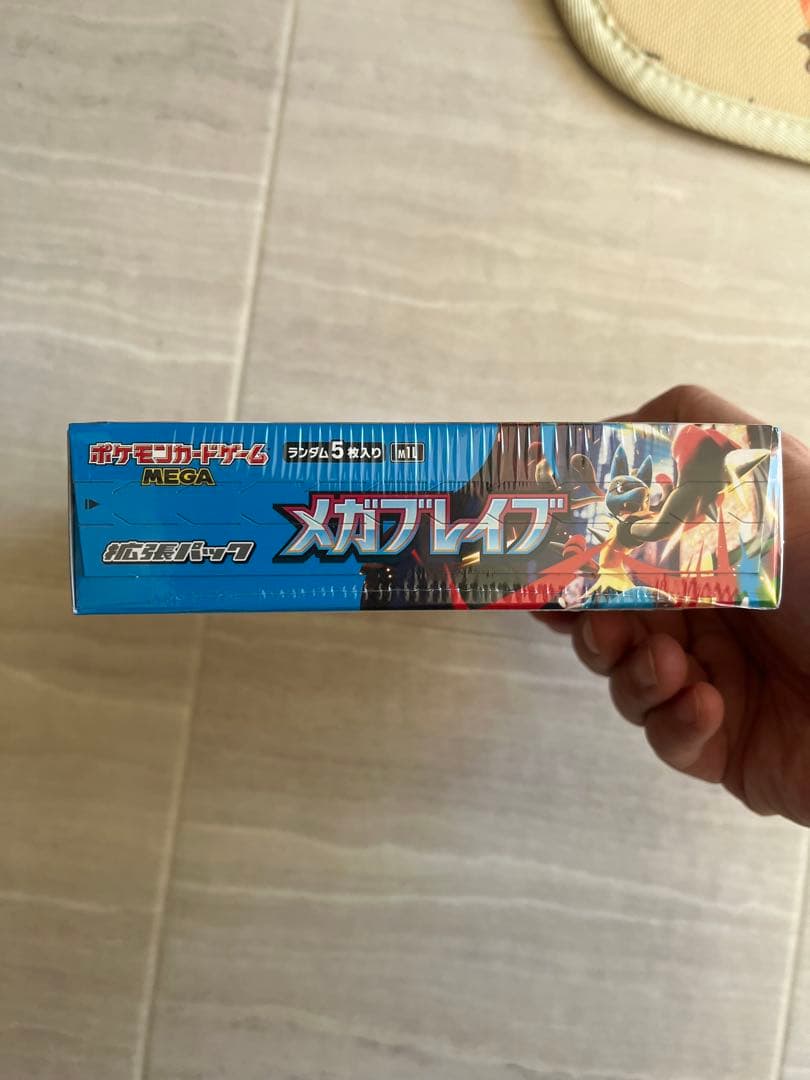 ポケモンカードゲーム
MEGA
ランダム5枚入り M1L
拡張パック
メガブレイブ